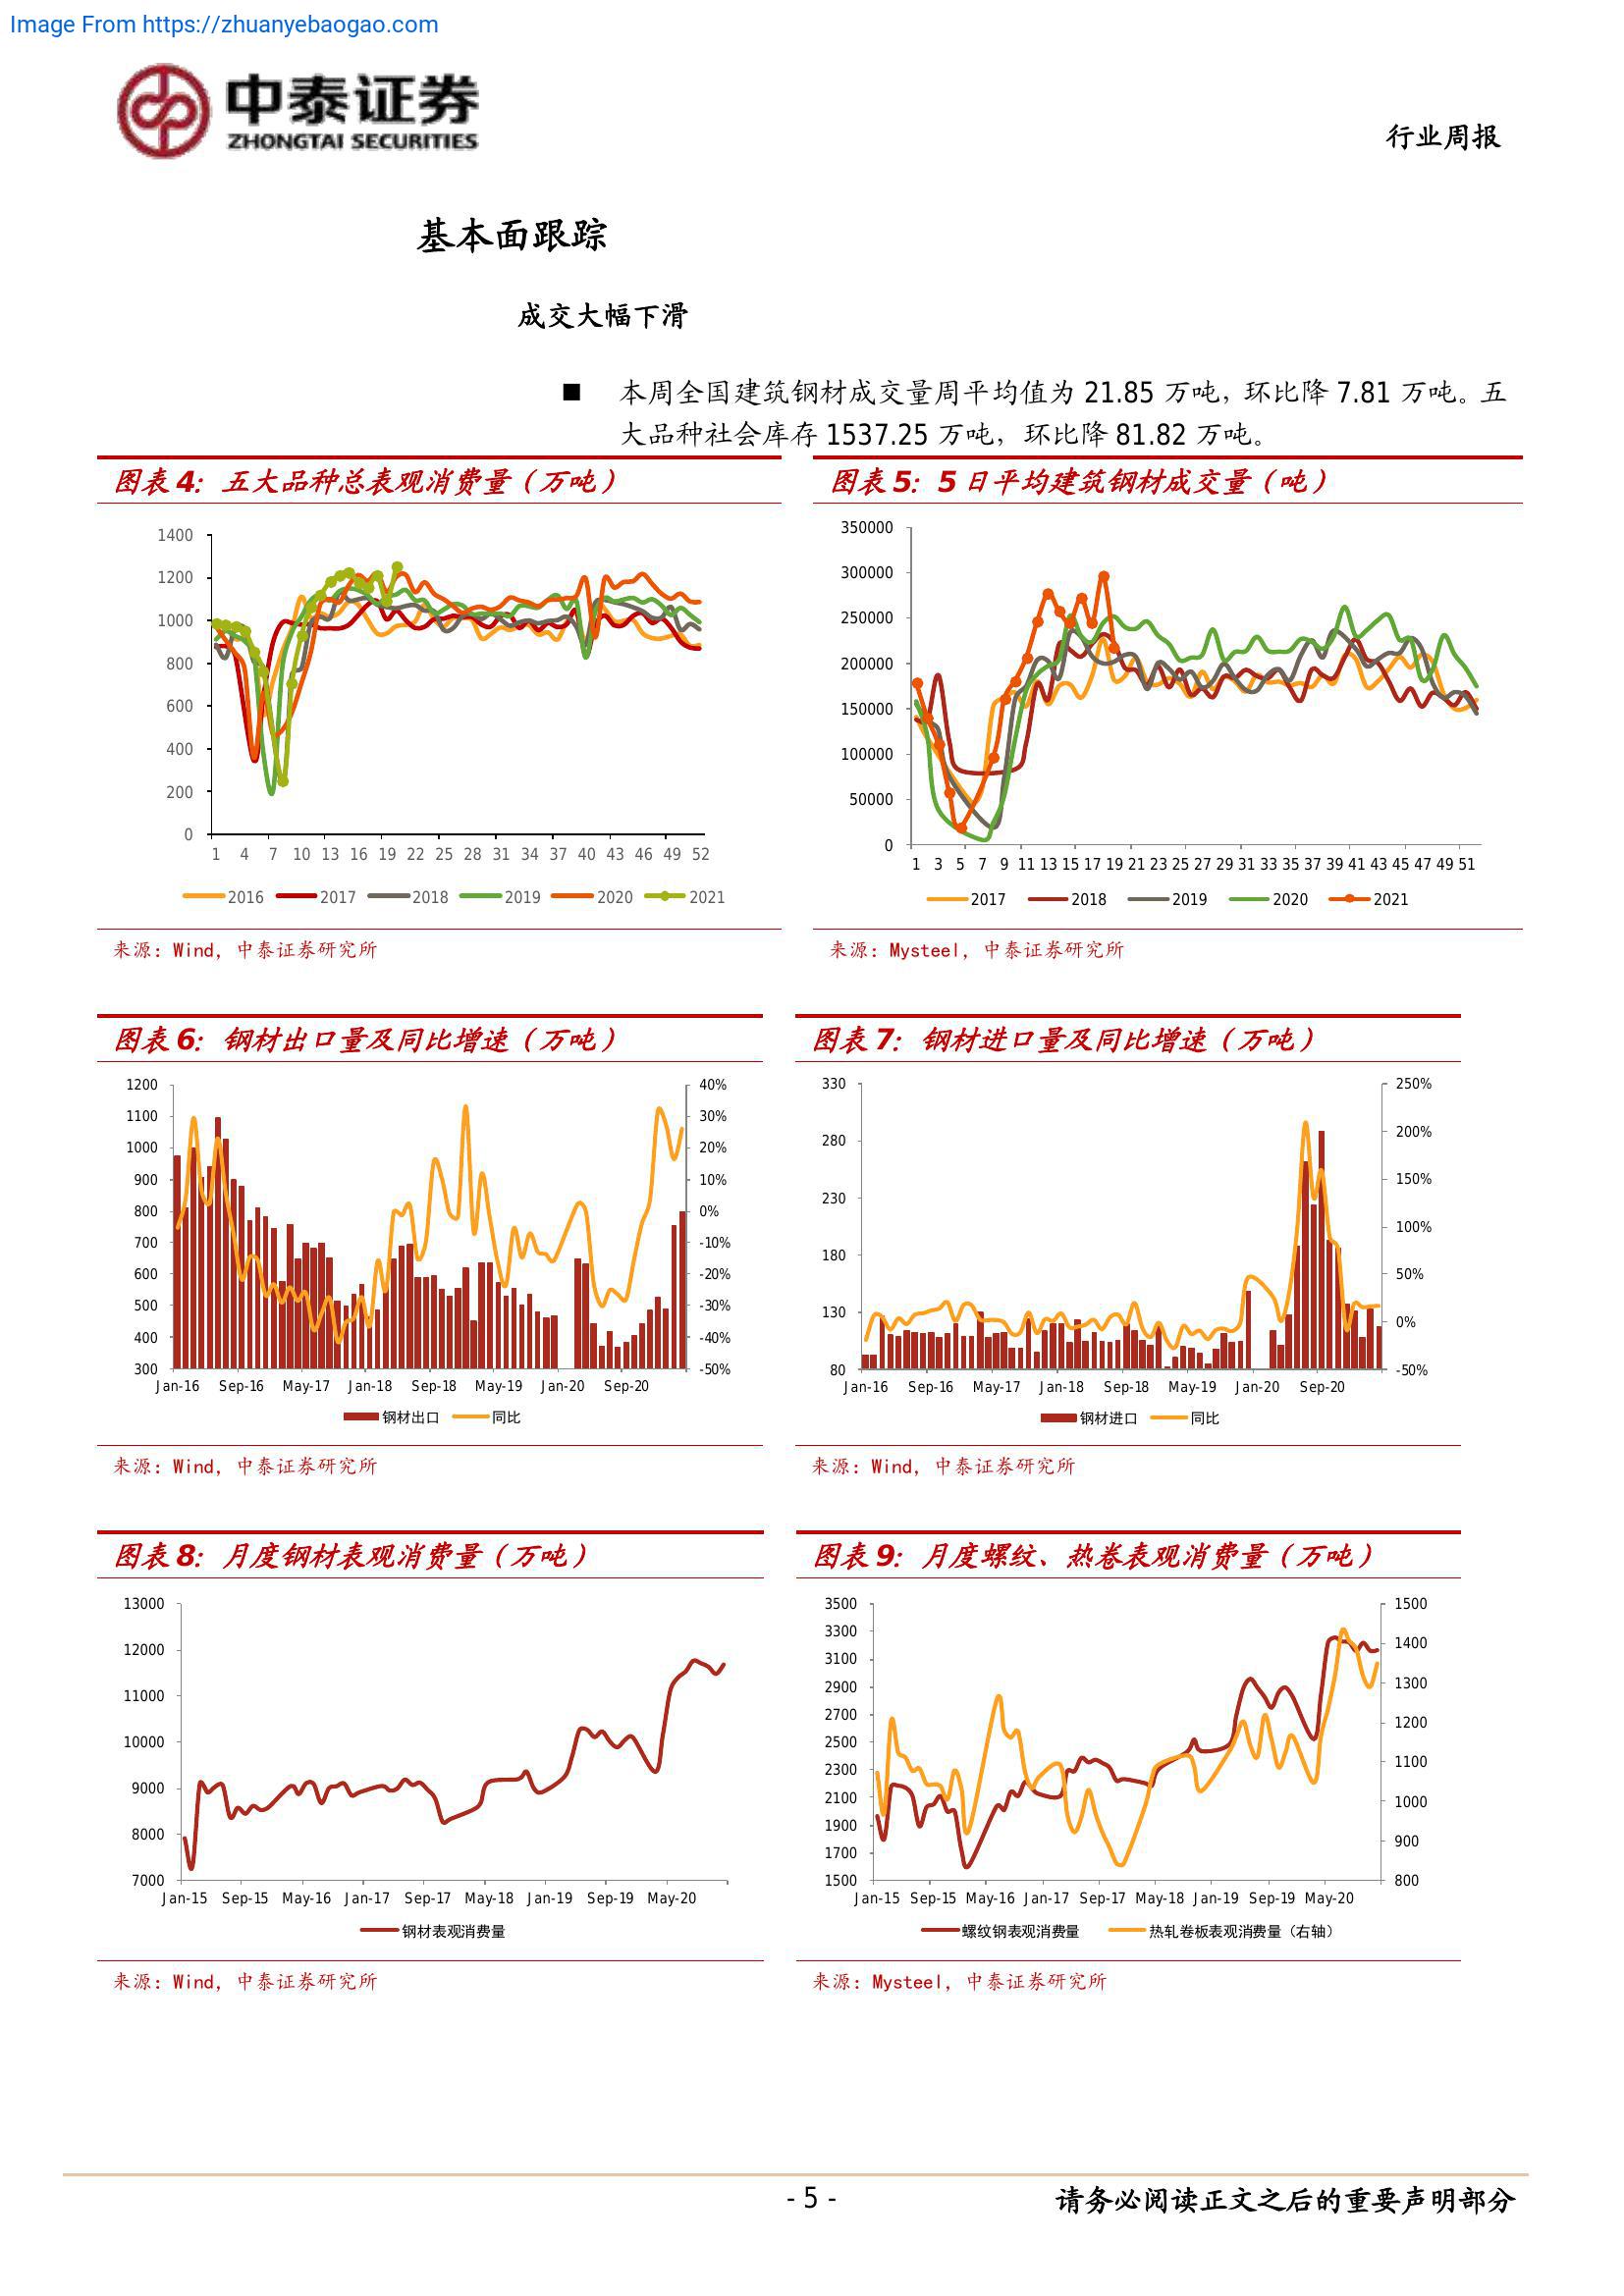 Image From https://zhuanyebaogao.com
中泰证券
ZHONGTAI SECURITIES
行业周报
基本面跟踪
成交大幅下滑
■ 本周全国建筑钢材成交量周平均值为 21.85 万吨，环比降 7.81 万吨。五
大品种社会库存 1537.25 万吨，环比降 81.82 万吨。
图表 4：五大品种总表观消费量（万吨）
1400
1200
1000
800
600
400
200
0
1 4 7 10 13 16 19 22 25 28 31 34 37 40 43 46 49 52
2016 2017 2018 2019 2020 2021
来源：Wind，中泰证券研究所
图表 5：5 日平均建筑钢材成交量（吨）
350000
300000
250000
200000
150000
100000
50000
0
1 3 5 7 9 11 13 15 17 19 21 23 25 27 29 31 33 35 37 39 41 43 45 47 49 51
2017 2018 2019 2020 2021
来源：Mysteel，中泰证券研究所
图表 6：钢材出口量及同比增速（万吨）
1200 40%
1100 30%
1000 20%
900 10%
800 0%
700 -10%
600 -20%
500 -30%
400 -40%
300 -50%
Jan-16 Sep-16 May-17 Jan-18 Sep-18 May-19 Jan-20 Sep-20
钢材出口 同比
来源：Wind，中泰证券研究所
图表 7：钢材进口量及同比增速（万吨）
330 250%
280 200%
230 150%
180 100%
130 50%
80 0%
-50%
Jan-16 Sep-16 May-17 Jan-18 Sep-18 May-19 Jan-20 Sep-20
钢材进口 同比
来源：Wind，中泰证券研究所
图表 8：月度钢材表观消费量（万吨）
13000
12000
11000
10000
9000
8000
7000
Jan-15 Sep-15 May-16 Jan-17 Sep-17 May-18 Jan-19 Sep-19 May-20
钢材表观消费量
来源：Wind，中泰证券研究所
图表 9：月度螺纹、热卷表观消费量（万吨）
3500 1500
3300 1400
3100 1300
2900 1200
2700 1100
2500 1000
2300 900
2100 800
1900
1700
1500
Jan-15 Sep-15 May-16 Jan-17 Sep-17 May-18 Jan-19 Sep-19 May-20
螺纹钢表观消费量 热轧卷板表观消费量（右轴）
来源：Mysteel，中泰证券研究所
- 5 -
请务必阅读正文之后的重要声明部分